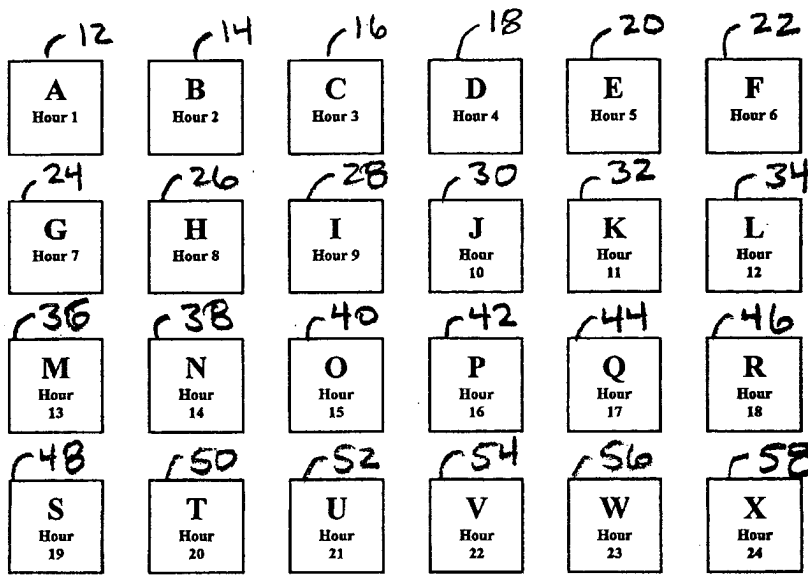 12 14 16 18 20 22
A B C D E F
Hour 1 Hour 2 Hour 3 Hour 4 Hour 5 Hour 6
24 26 28 30 32 34
G H I J K L
Hour 7 Hour 8 Hour 9 Hour Hour Hour
10 11 12
36 38 40 42 44 46
M N O P Q R
Hour Hour Hour Hour Hour Hour
13 14 15 16 17 18
48 50 52 54 56 58
S T U V W X
Hour Hour Hour Hour Hour Hour
19 20 21 22 23 24